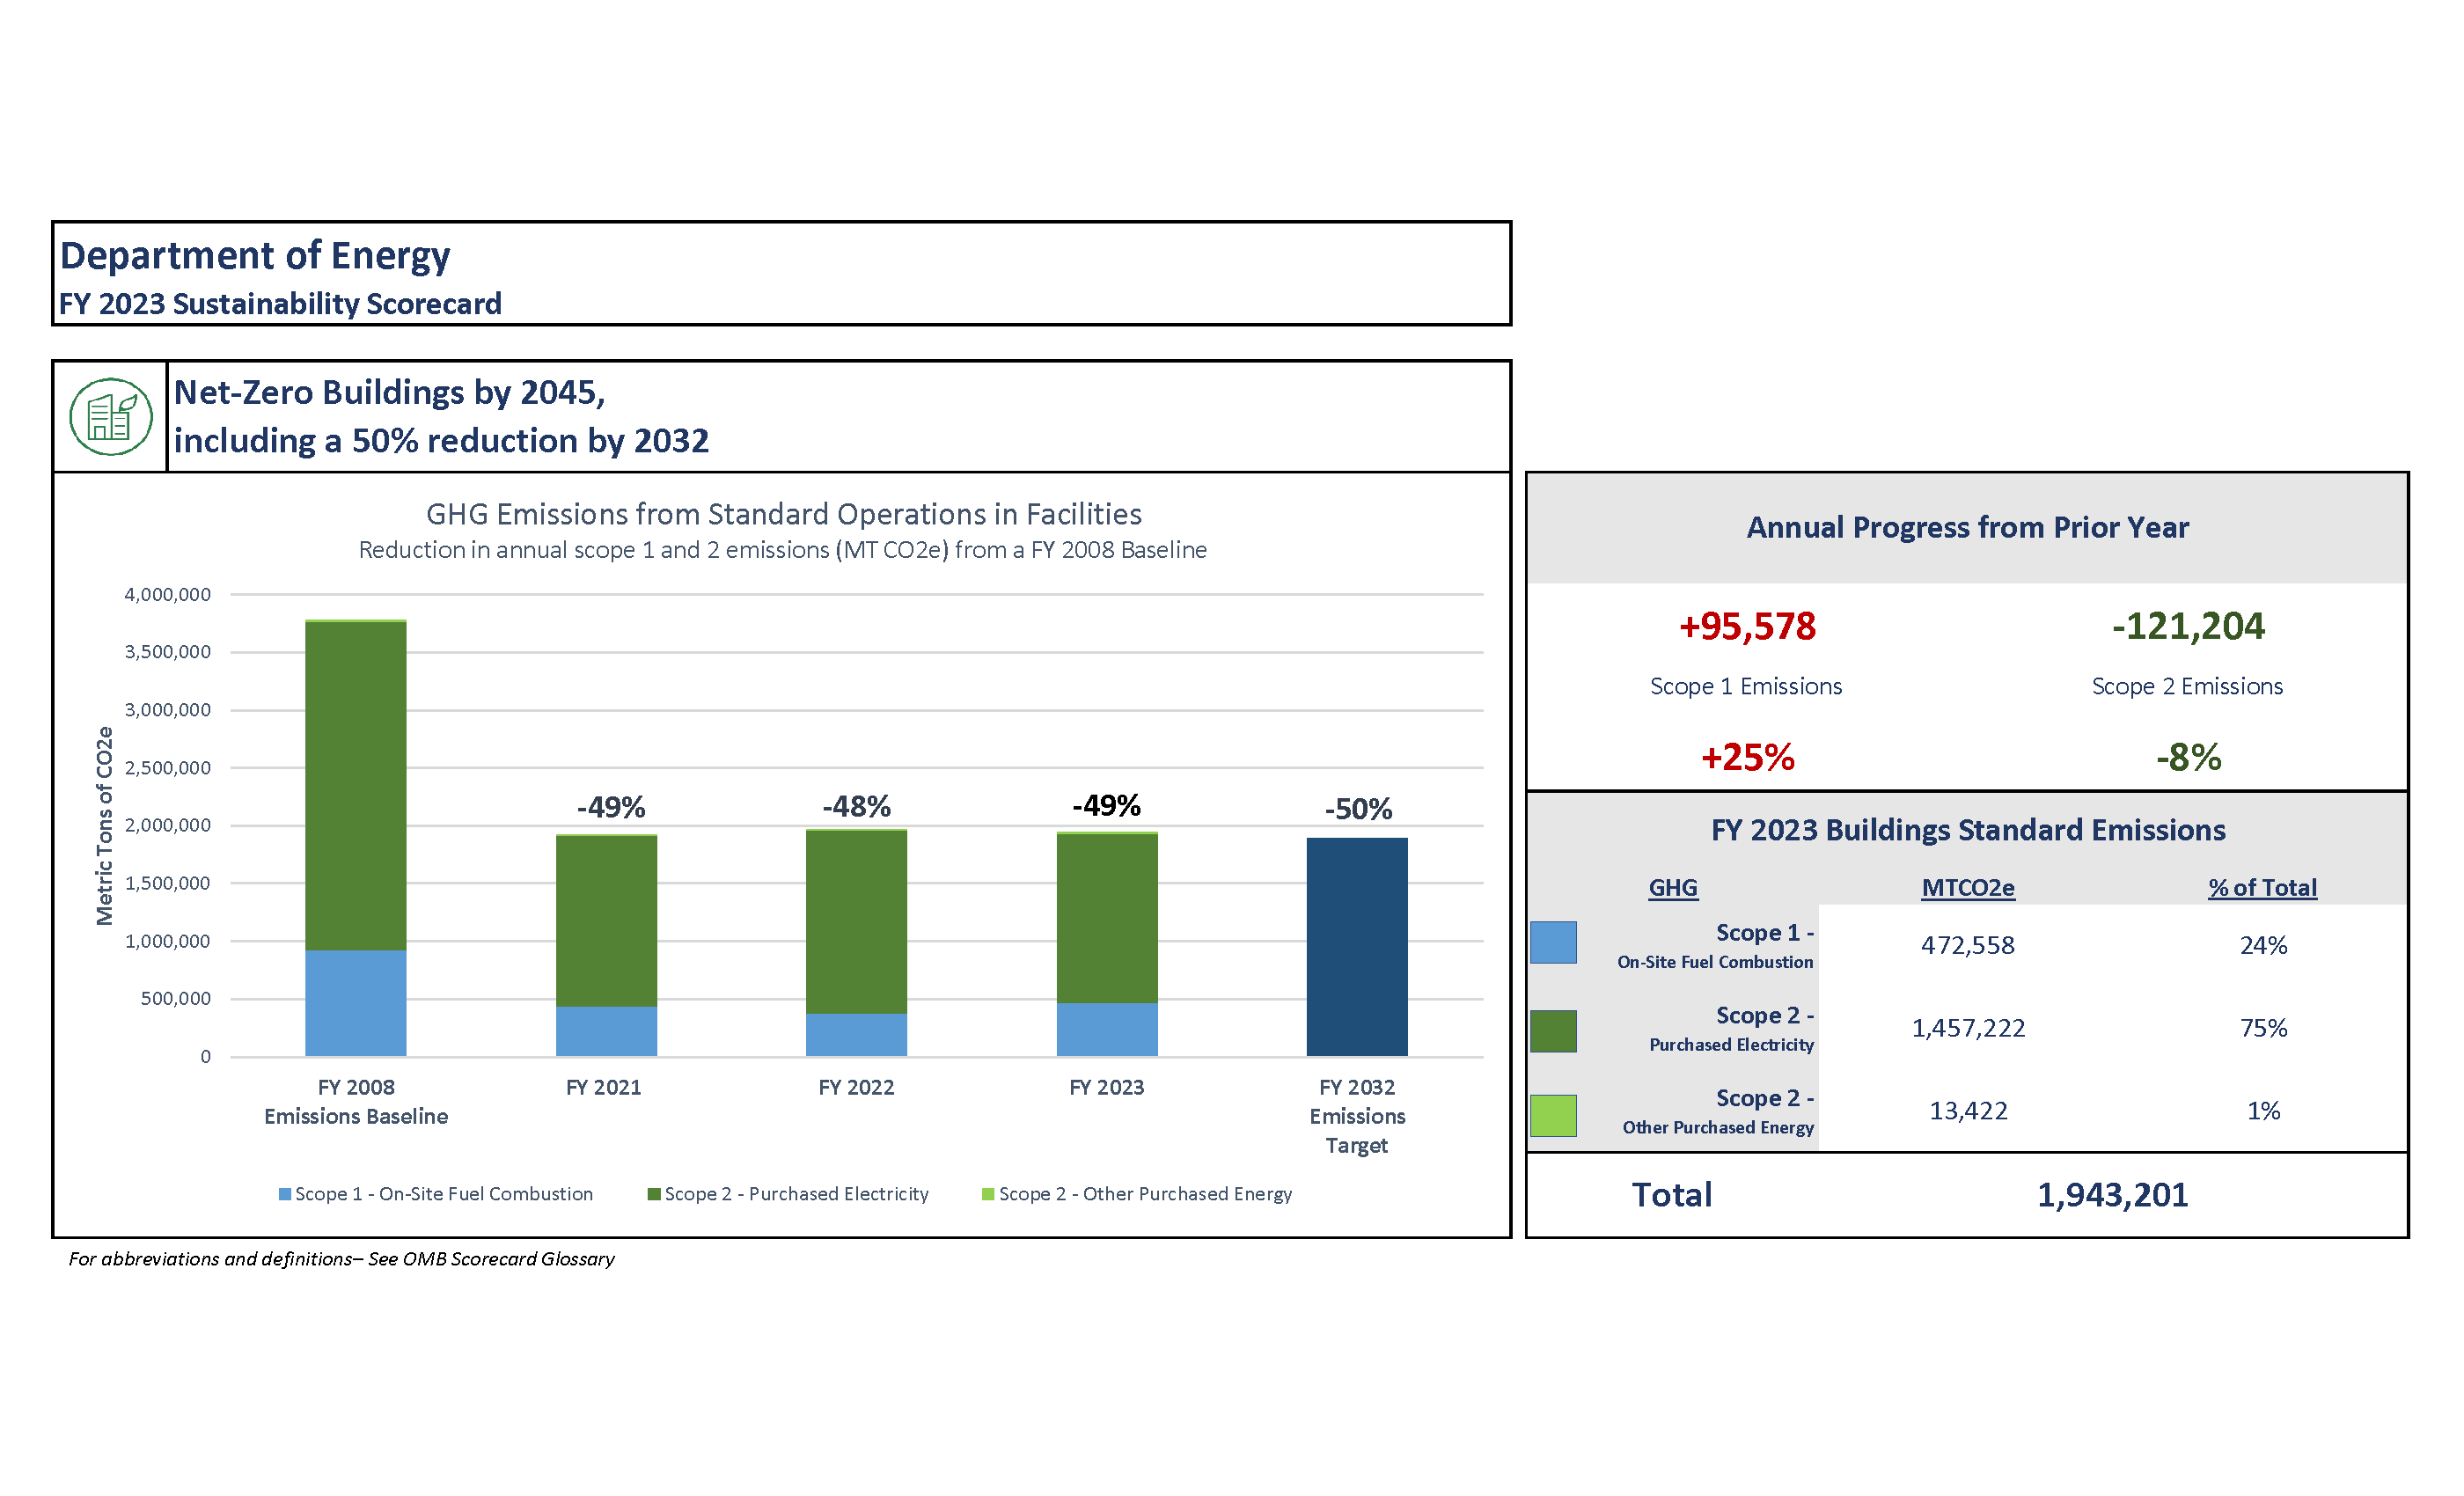 Department of Energy
FY 2023 Sustainability Scorecard
Net-Zero Buildings by 2045,
including a 50% reduction by 2032
GHG Emissions from Standard Operations in Facilities
Reduction in annual scope 1 and 2 emissions (MT CO2e) from a FY 2008 Baseline
Metric Tons of CO2e
4,000,000
3,500,000
3,000,000
2,500,000
2,000,000
1,500,000
1,000,000
500,000
0
-49%
-48%
-49%
-50%
FY 2008
Emissions Baseline
FY 2021
FY 2022
FY 2023
FY 2032
Emissions
Target
Scope 1 - On-Site Fuel Combustion
Scope 2 - Purchased Electricity
Scope 2 - Other Purchased Energy
For abbreviations and definitions– See OMB Scorecard Glossary
Annual Progress from Prior Year
+95,578 -121,204
Scope 1 Emissions Scope 2 Emissions
+25% -8%
FY 2023 Buildings Standard Emissions
GHG MTCO2e % of Total
Scope 1 -
On-Site Fuel Combustion
472,558 24%
Scope 2 -
Purchased Electricity
1,457,222 75%
Scope 2 -
Other Purchased Energy
13,422 1%
Total 1,943,201